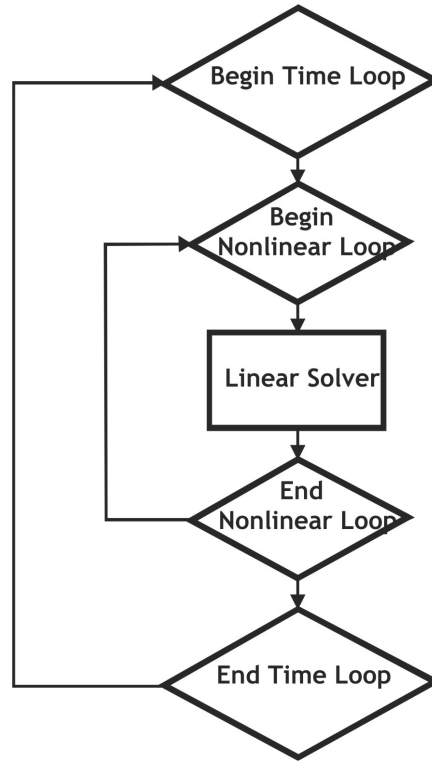 Begin Time Loop
Begin
Nonlinear Loop
Linear Solver
End
Nonlinear Loop
End Time Loop